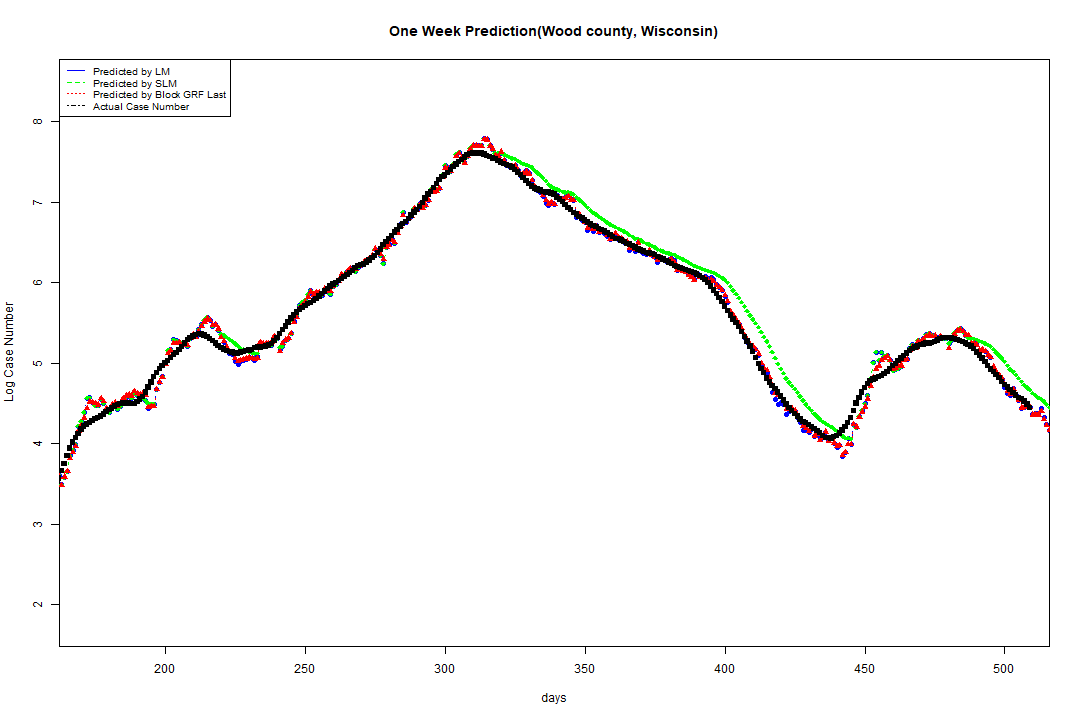 One Week Prediction(Wood county, Wisconsin)
Predicted by LM
Predicted by SLM
Predicted by Block GRF Last
Actual Case Number
Log Case Number
8
7
6
5
4
3
2
200 250 300 350 400 450 500
days